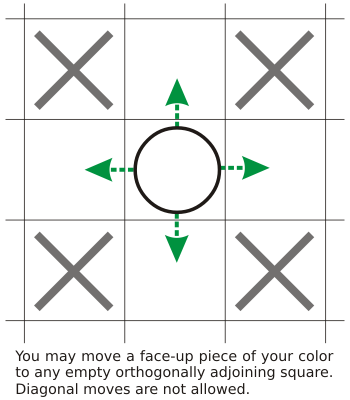 You may move a face-up piece of your color
to any empty orthogonally adjoining square.
Diagonal moves are not allowed.